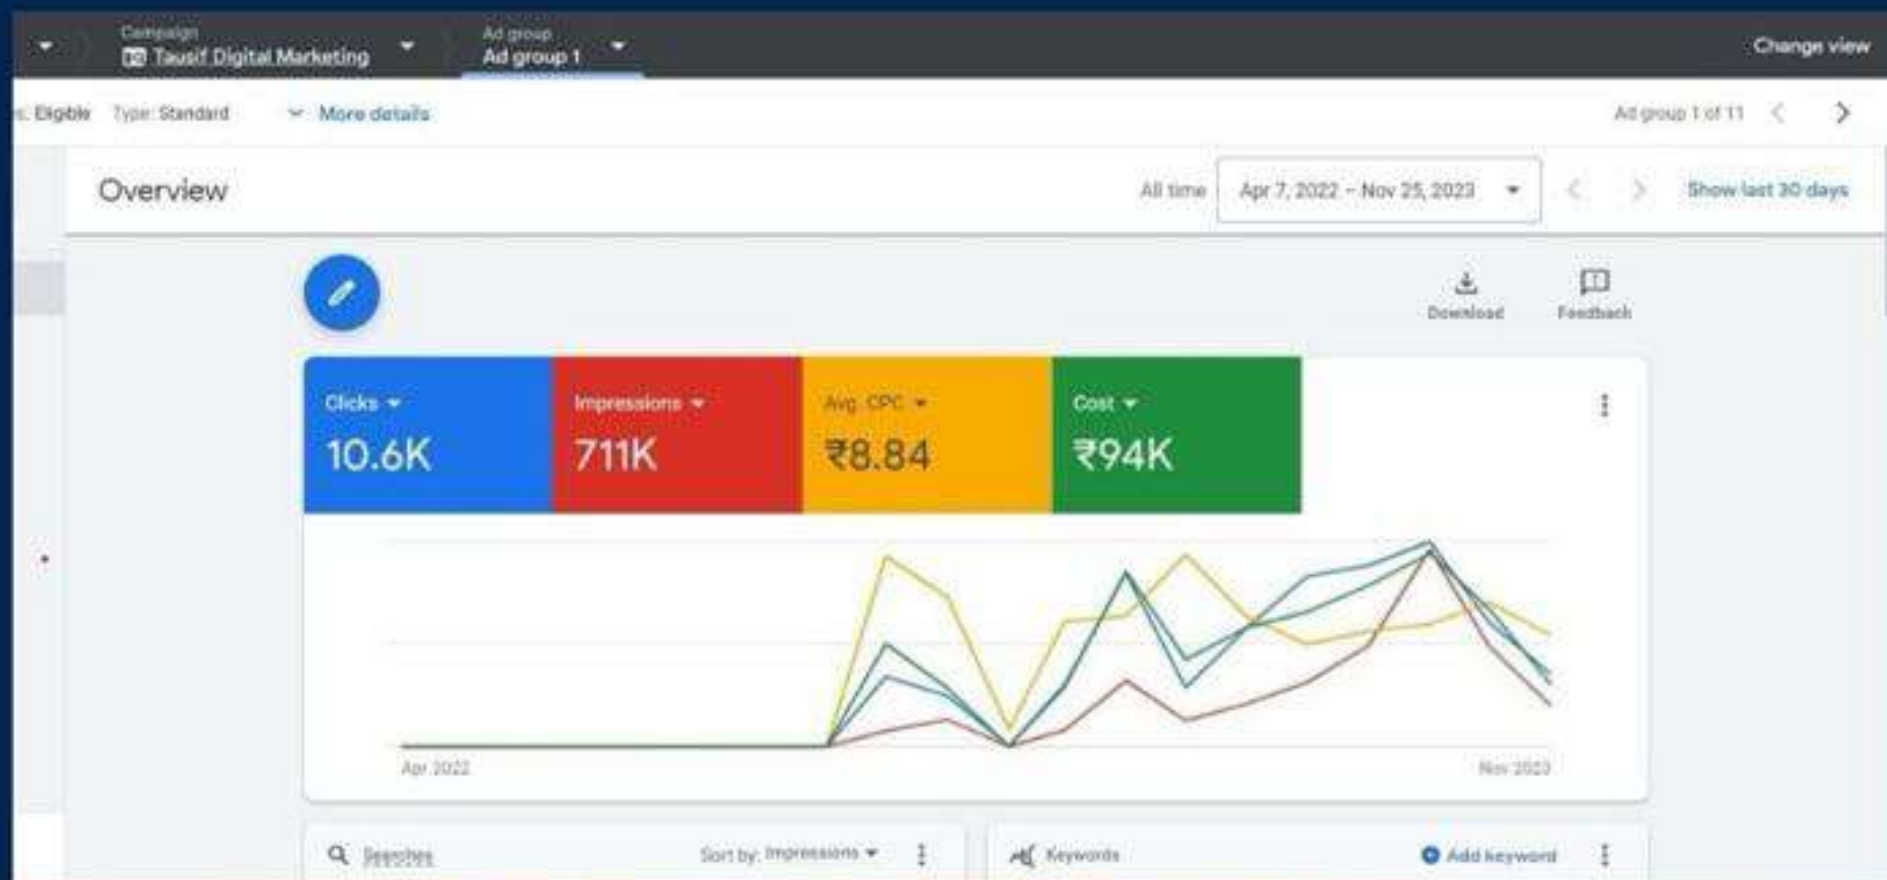 Campaign
Tausif Digital Marketing
Ad group
Ad group 1
Change view
s: Eligible Type: Standard More details
Ad group 1 of 11
Overview
All time Apr 7, 2022 – Nov 25, 2023 Show last 30 days
Download Feedback
Clicks Impressions Avg. CPC Cost
10.6K 711K ₹8.84 ₹94K
Apr 2022 Nov 2023
Searches Sort by: Impressions Keywords Add keyword